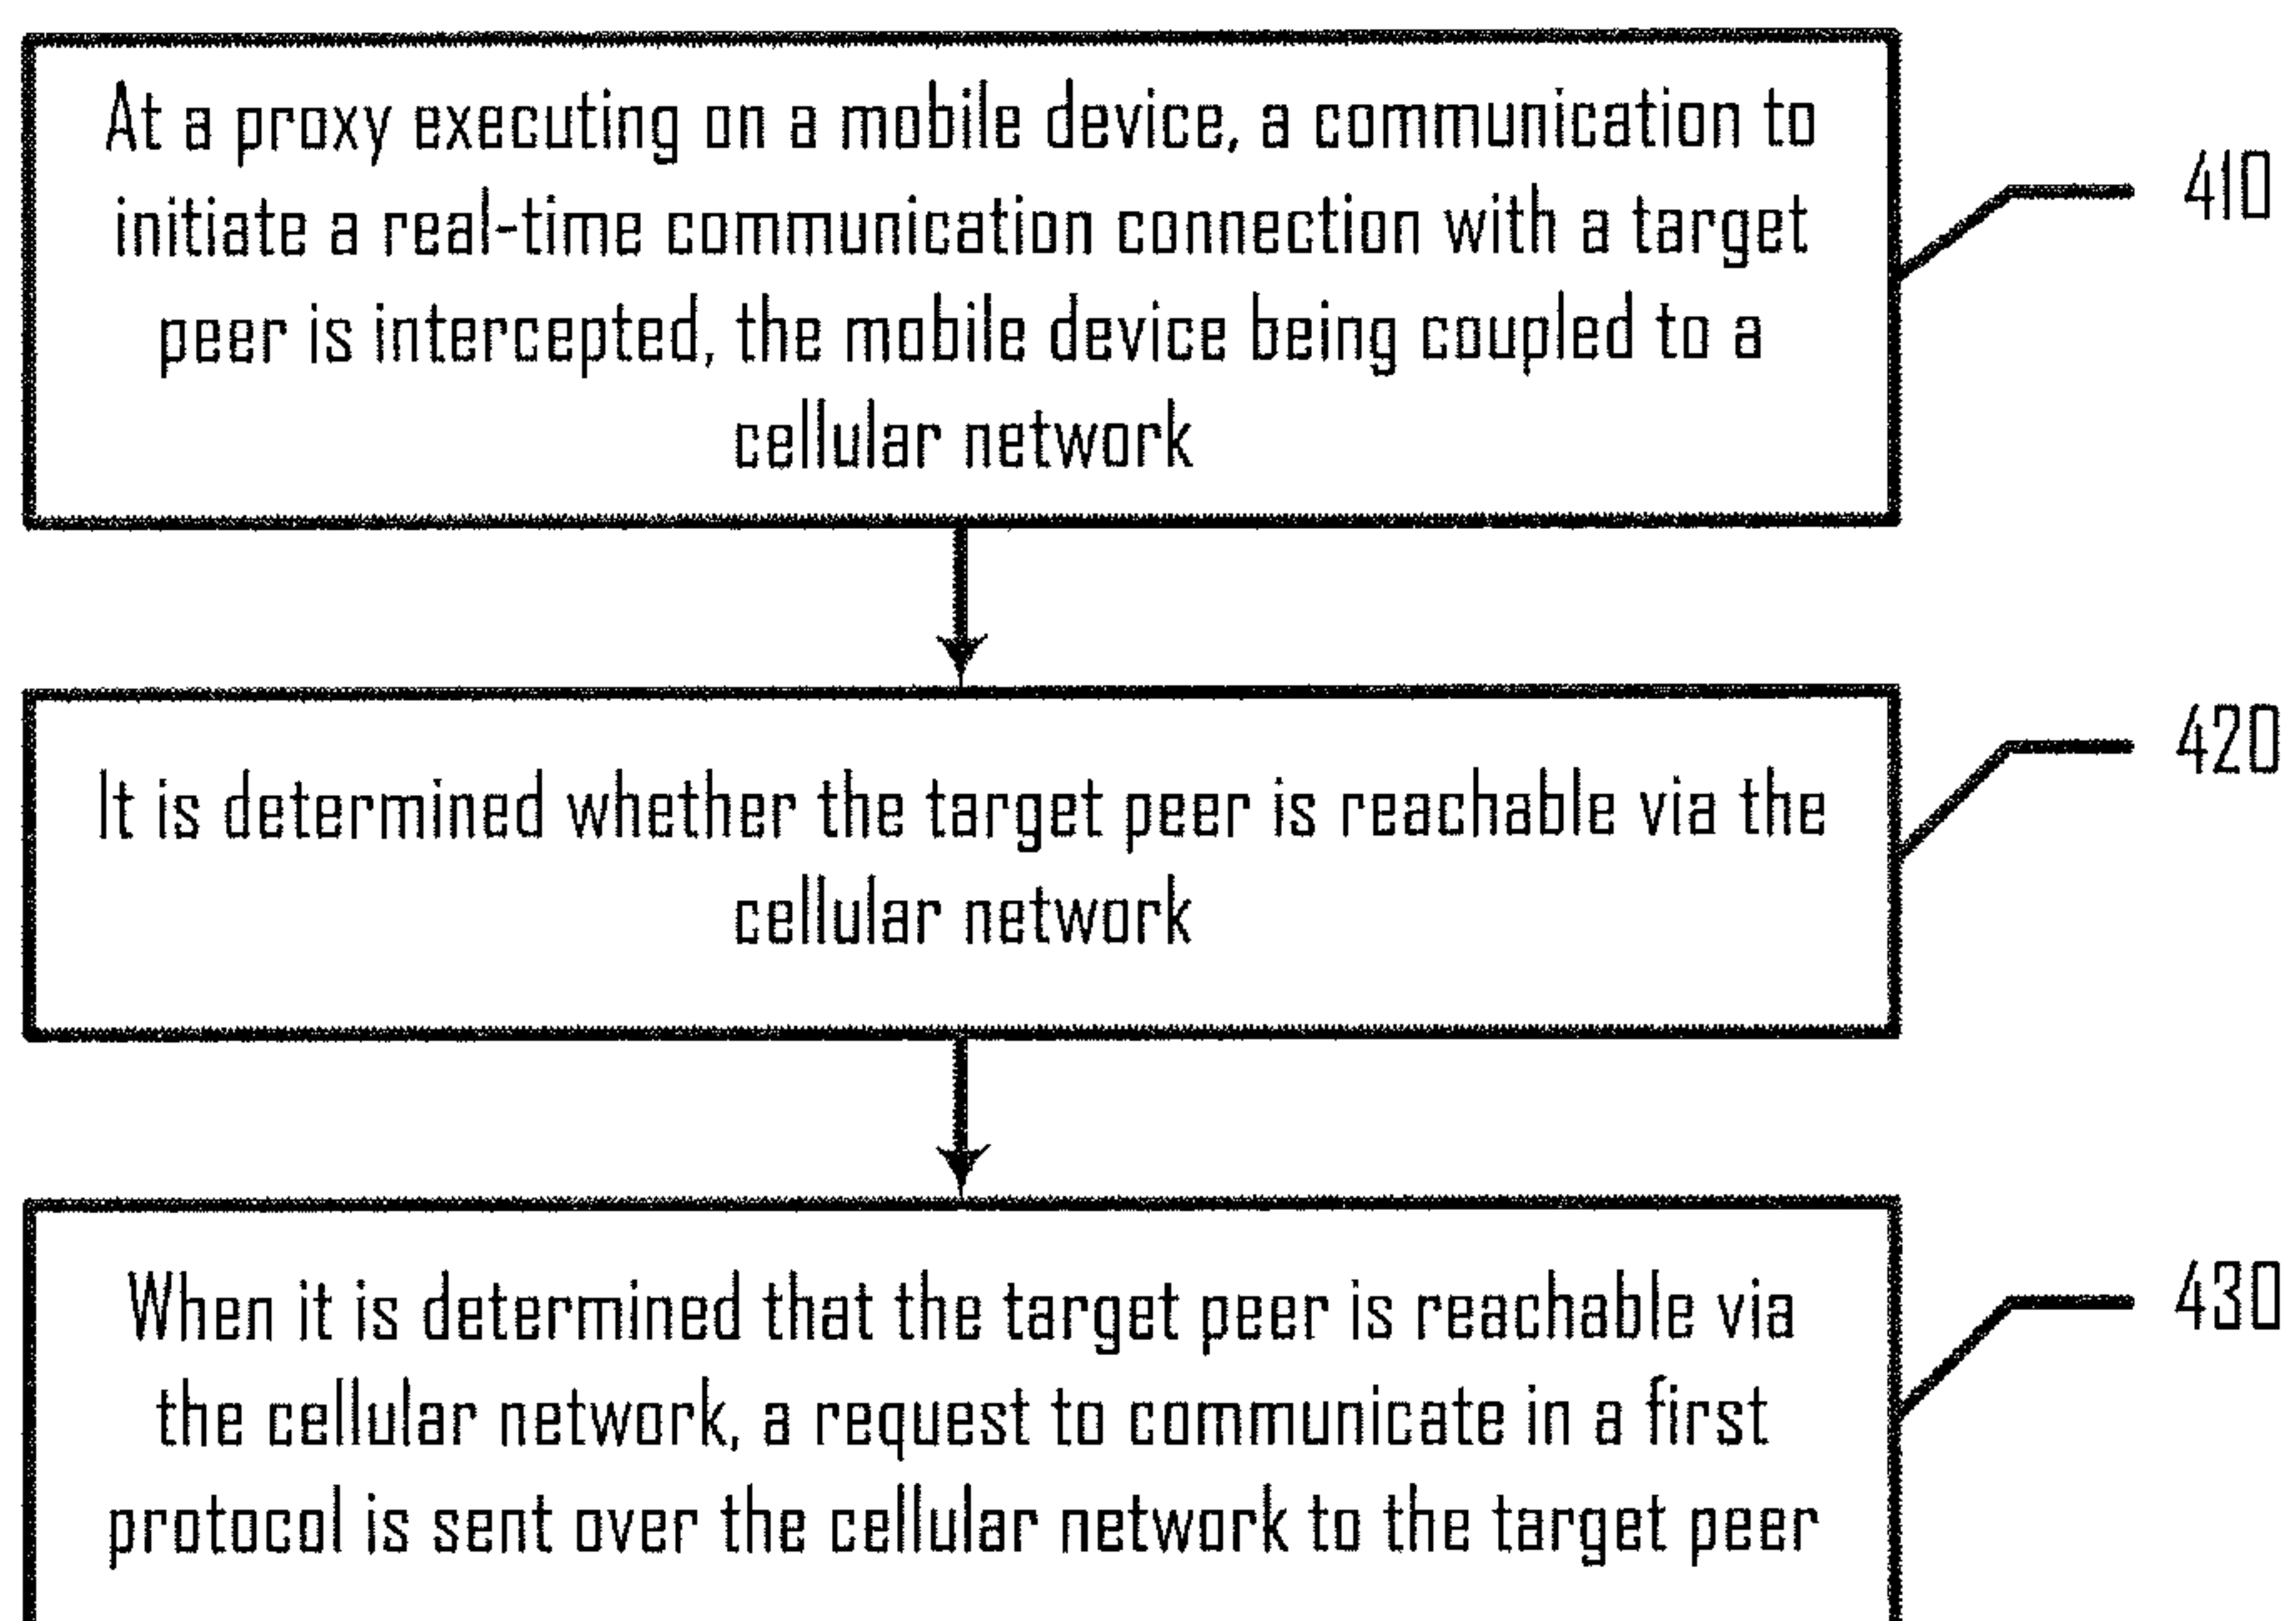 At a proxy executing on a mobile device, a communication to
initiate a real-time communication connection with a target
peer is intercepted, the mobile device being coupled to a
cellular network
410
It is determined whether the target peer is reachable via the
cellular network
420
When it is determined that the target peer is reachable via
the cellular network, a request to communicate in a first
protocol is sent over the cellular network to the target peer
430